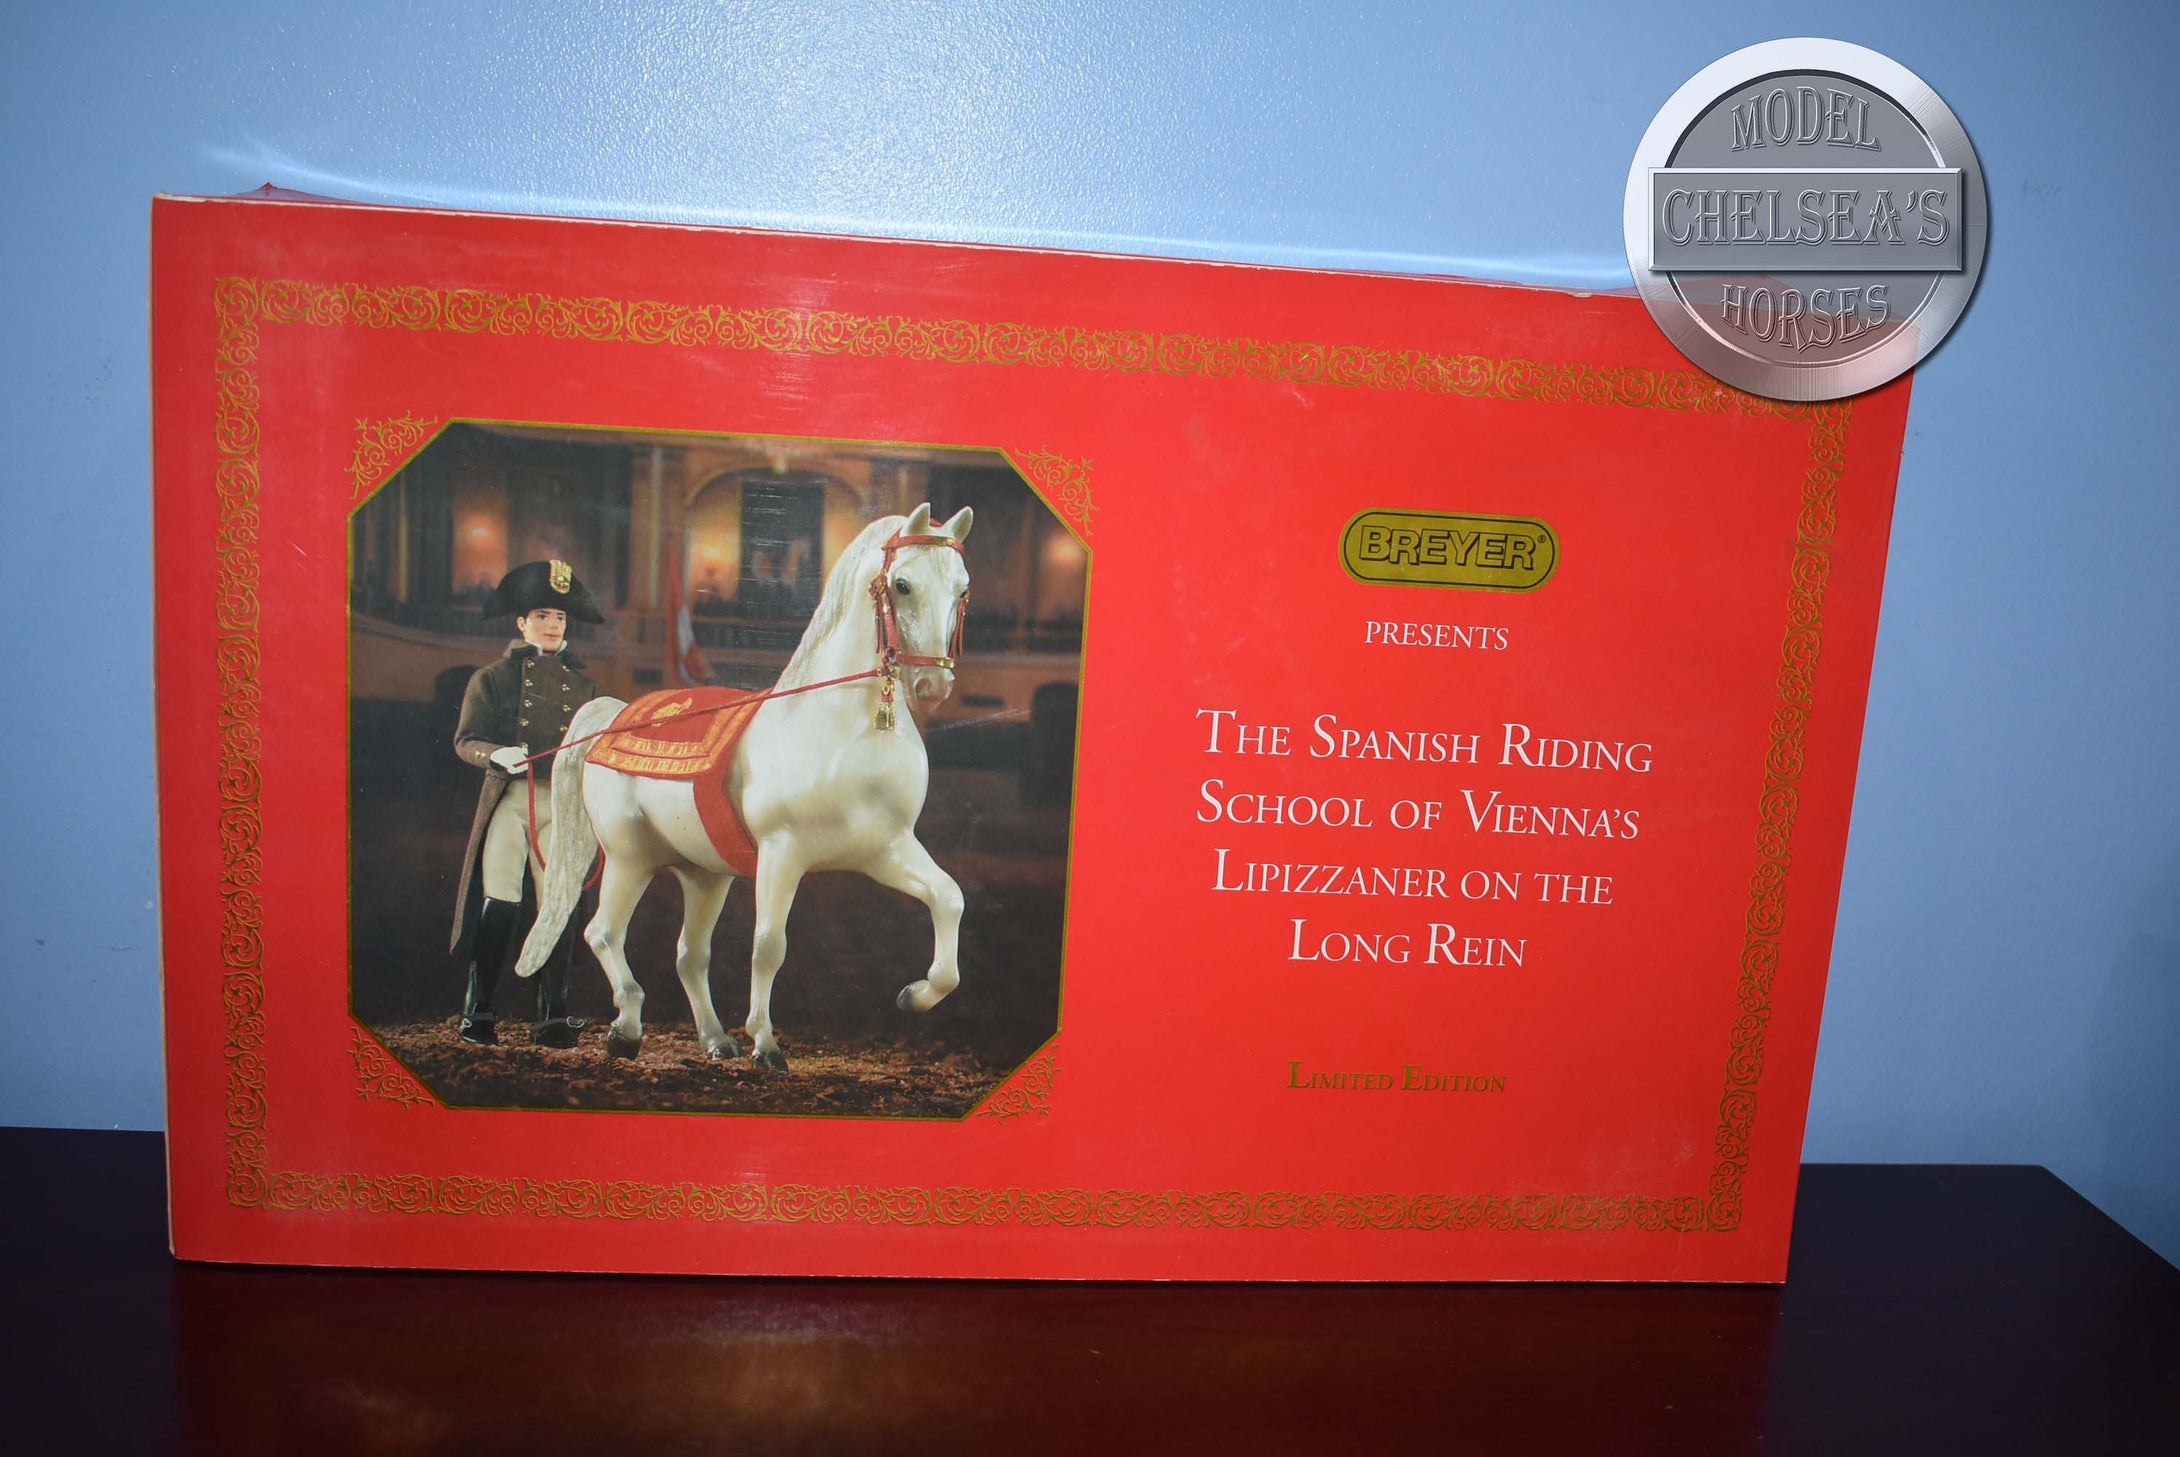 MODEL
CHELSEA'S
HORSES
BREYER®
PRESENTS
THE SPANISH RIDING
SCHOOL OF VIENNA'S
LIPIZZANER ON THE
LONG REIN
LIMITED EDITION